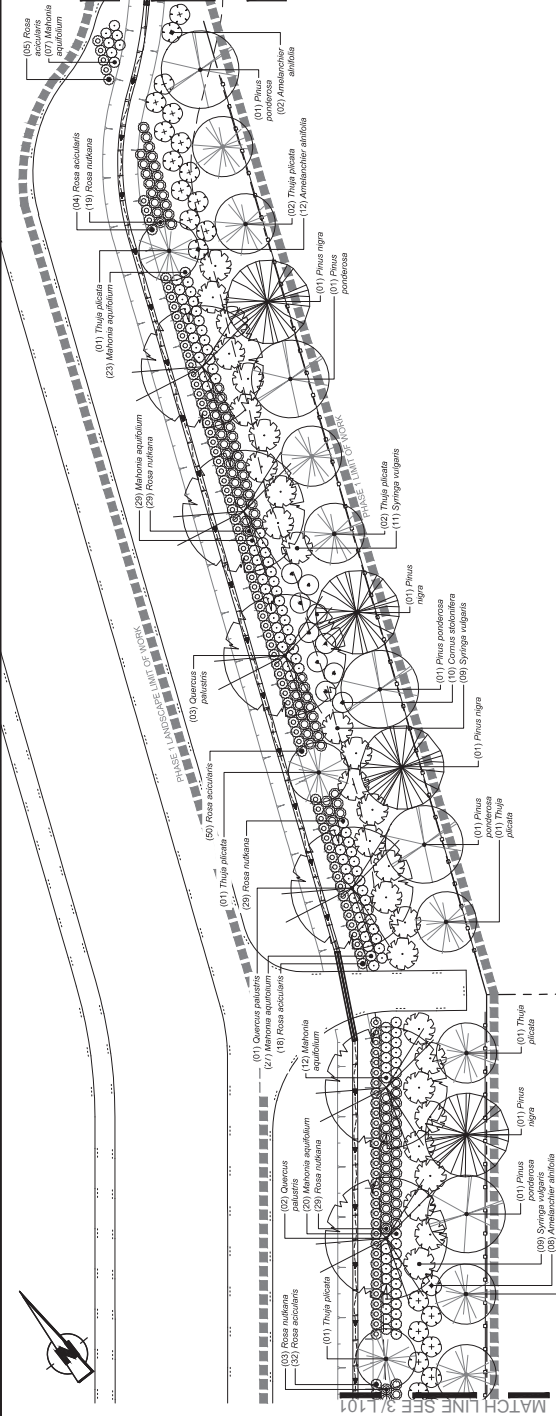 (05) Rosa
acicularis
(07) Mahonia
aquifolium
(01) Pinus
ponderosa
(02) Amelanchier
alnifolia
(04) Rosa acicularis
(19) Rosa nutkana
(02) Thuja plicata
(12) Amelanchier alnifolia
(01) Thuja plicata
(23) Mahonia aquifolium
(01) Pinus nigra
(01) Pinus
ponderosa
(29) Mahonia aquifolium
(29) Rosa nutkana
PHASE 1 LIMIT OF WORK
(02) Thuja plicata
(11) Syringa vulgaris
PHASE 1 LANDSCAPE LIMIT OF WORK
(03) Quercus
palustris
(01) Pinus
nigra
(01) Pinus ponderosa
(10) Cornus stolonifera
(09) Syringa vulgaris
(50) Rosa acicularis
(01) Pinus nigra
(01) Thuja plicata
(29) Rosa nutkana
(01) Pinus
ponderosa
(01) Thuja
plicata
(01) Quercus palustris
(27) Mahonia aquifolium
(18) Rosa acicularis
(12) Mahonia
aquifolium
(01) Thuja
plicata
(01) Pinus
nigra
(02) Quercus
palustris
(20) Mahonia aquifolium
(29) Rosa nutkana
(01) Pinus
ponderosa
(09) Syringa vulgaris
(08) Amelanchier alnifolia
(01) Thuja plicata
(03) Rosa nutkana
(32) Rosa acicularis
MATCH LINE SEE 3/L101